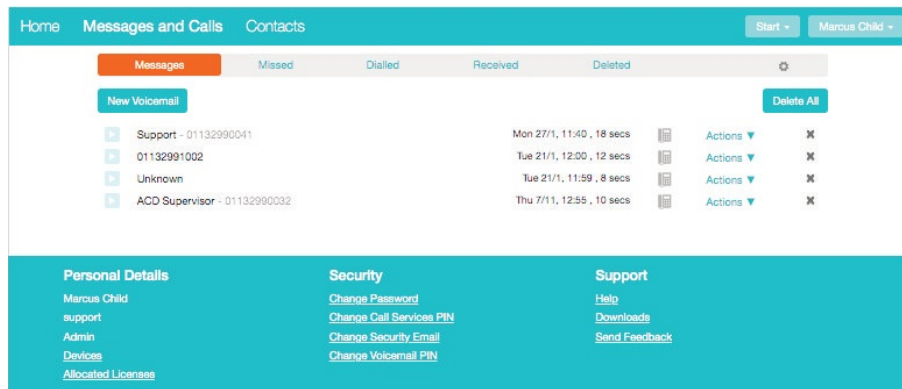 Home Messages and Calls Contacts Start Marcus Child
Messages Missed Dialled Received Deleted
New Voicemail Delete All
Support - 01132990041 Mon 27/1, 11:40 , 18 secs Actions ▼
01132991002 Tue 21/1, 12:00 , 12 secs Actions ▼
Unknown Tue 21/1, 11:59 , 8 secs Actions ▼
ACD Supervisor - 01132990032 Thu 7/11, 12:55 , 10 secs Actions ▼
Personal Details Security Support
Marcus Child Change Password Help
support Change Call Services PIN Downloads
Admin Change Security Email Send Feedback
Devices Change Voicemail PIN
Allocated Licenses